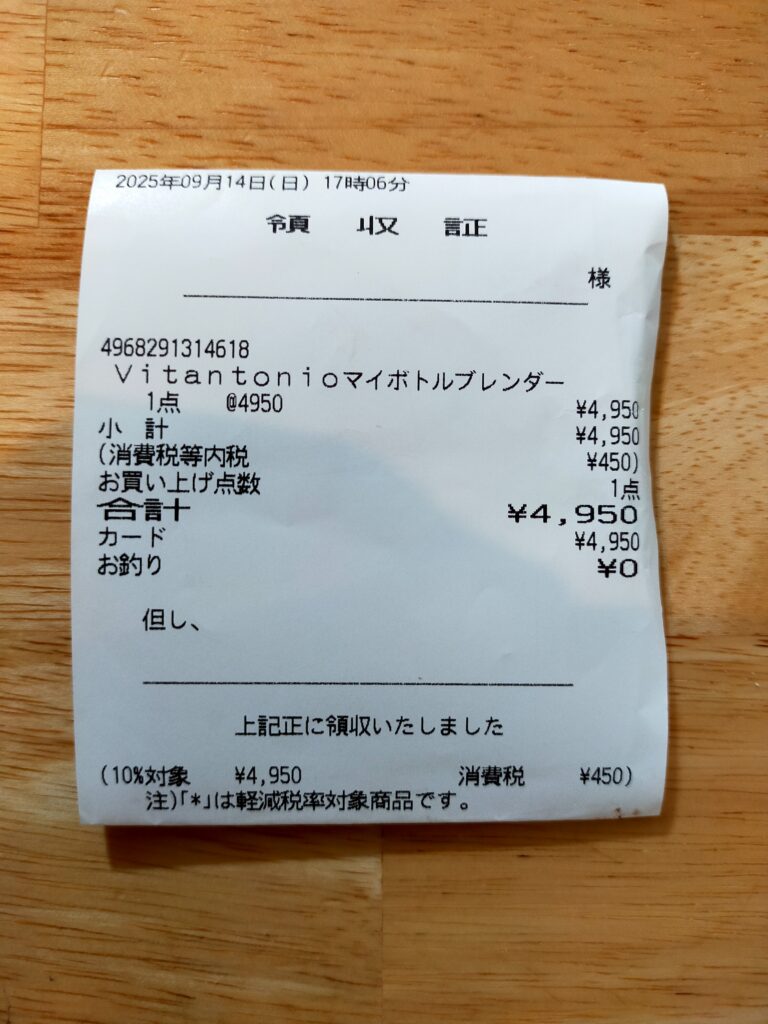 2025年09月14日(日) 17時06分
領 収 証
様
4968291314618
Vitantonioマイボトルブレンダー
1点 @4950 ¥4,950
小 計 ¥4,950
(消費税等内税 ¥450)
お買い上げ点数 1点
合計 ¥4,950
カード ¥4,950
お釣り ¥0
但し、
上記正に領収いたしました
(10%対象 ¥4,950 消費税 ¥450)
注)「*」は軽減税率対象商品です。